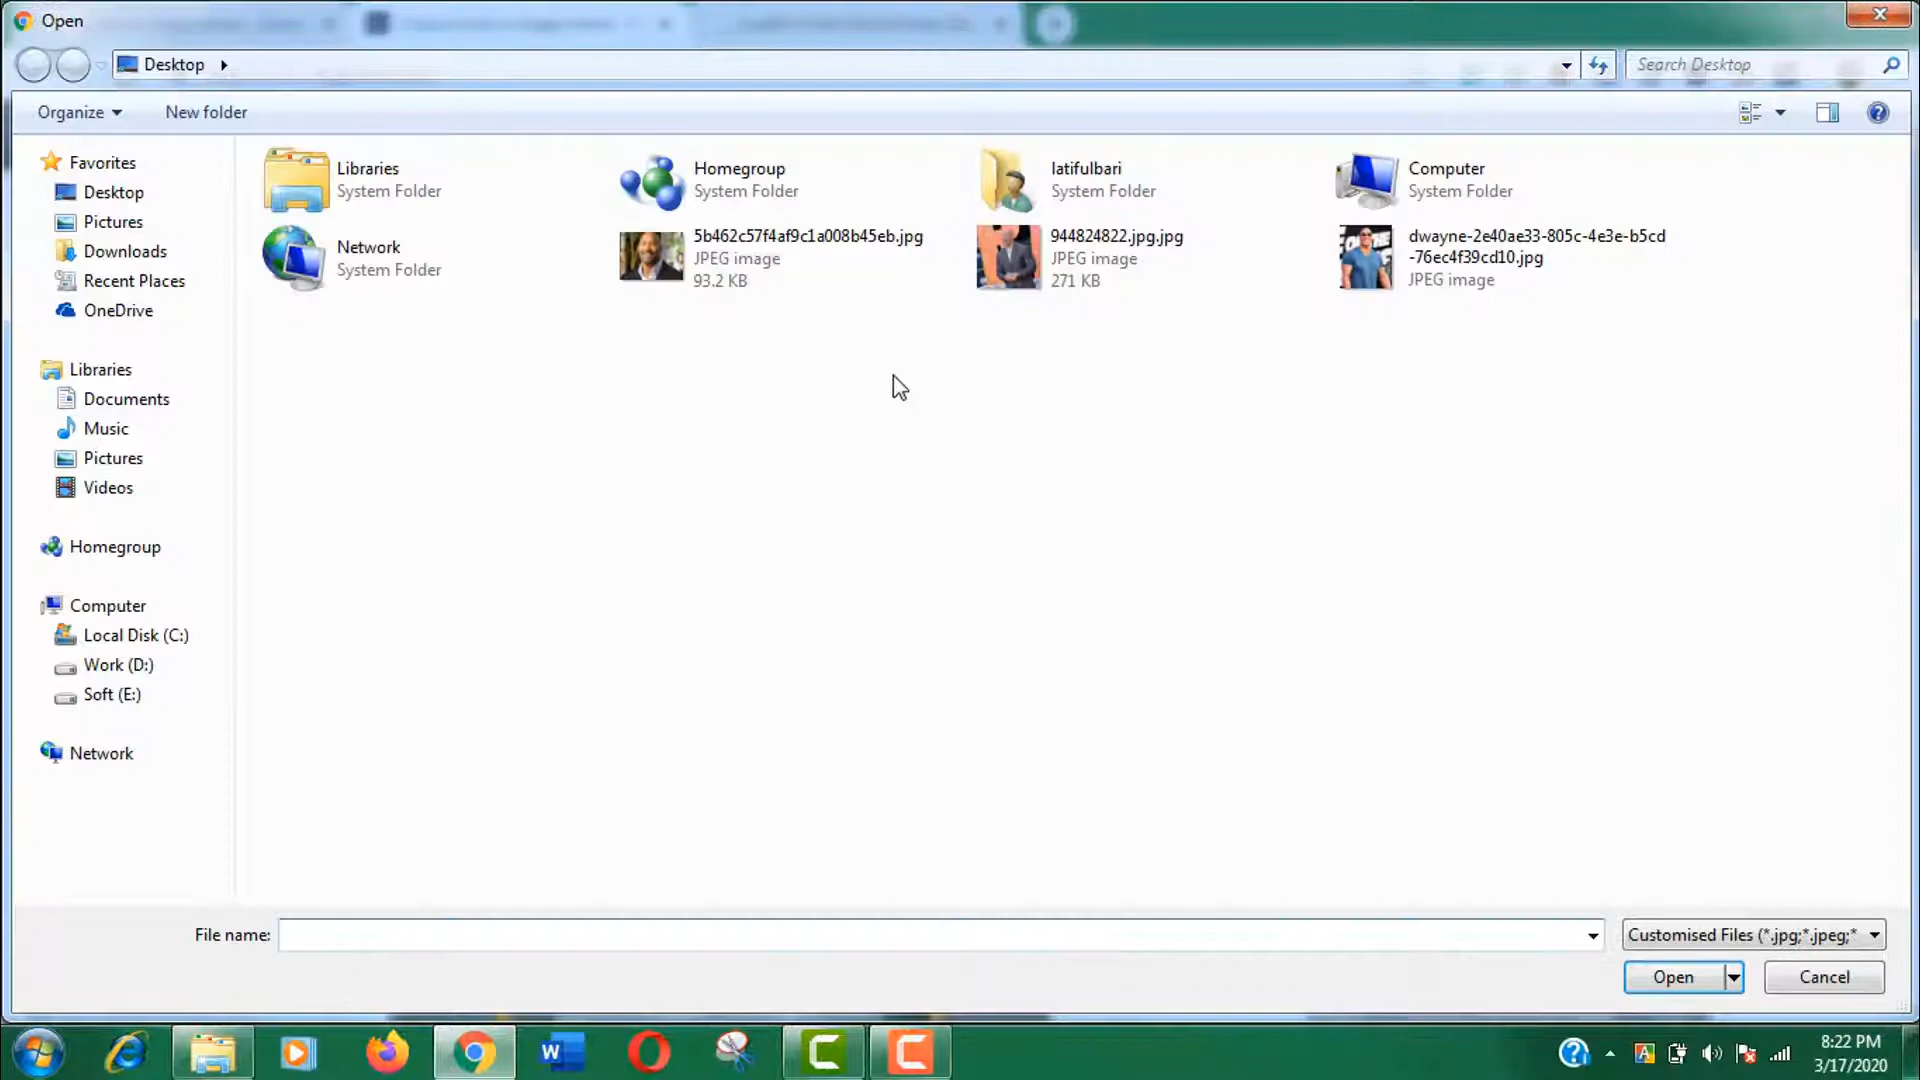 Open
Desktop
Search Desktop
Organize
New folder
Favorites
Desktop
Pictures
Downloads
Recent Places
OneDrive
Libraries
Documents
Music
Pictures
Videos
Homegroup
Computer
Local Disk (C:)
Work (D:)
Soft (E:)
Network
Libraries
System Folder
Homegroup
System Folder
latifulbari
System Folder
Computer
System Folder
Network
System Folder
5b462c57f4af9c1a008b45eb.jpg
JPEG image
93.2 KB
944824822.jpg.jpg
JPEG image
271 KB
dwayne-2e40ae33-805c-4e3e-b5cd
-76ec4f39cd10.jpg
JPEG image
File name:
Customised Files (*.jpg;*.jpeg;*
Open
Cancel
W
A
8:22 PM
3/17/2020